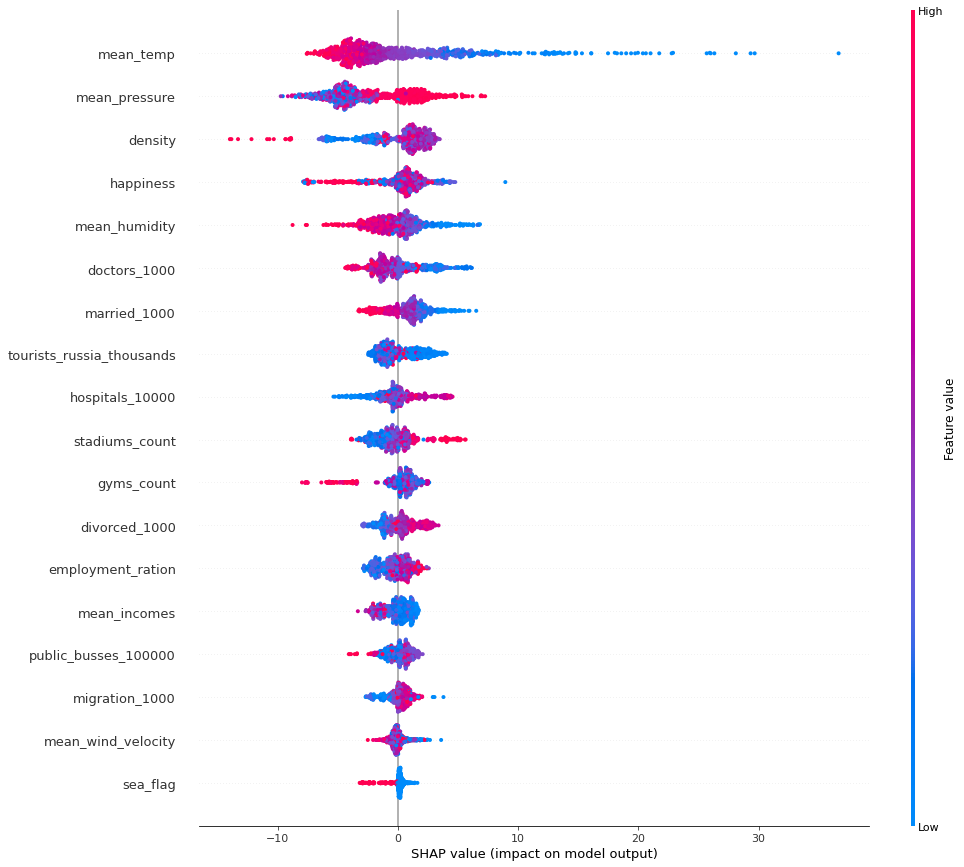 High
mean_temp
mean_pressure
density
happiness
mean_humidity
doctors_1000
married_1000
tourists_russia_thousands
hospitals_10000
stadiums_count
gyms_count
divorced_1000
employment_ration
mean_incomes
public_busses_100000
migration_1000
mean_wind_velocity
sea_flag
Feature value
Low
−10 0 10 20 30
SHAP value (impact on model output)